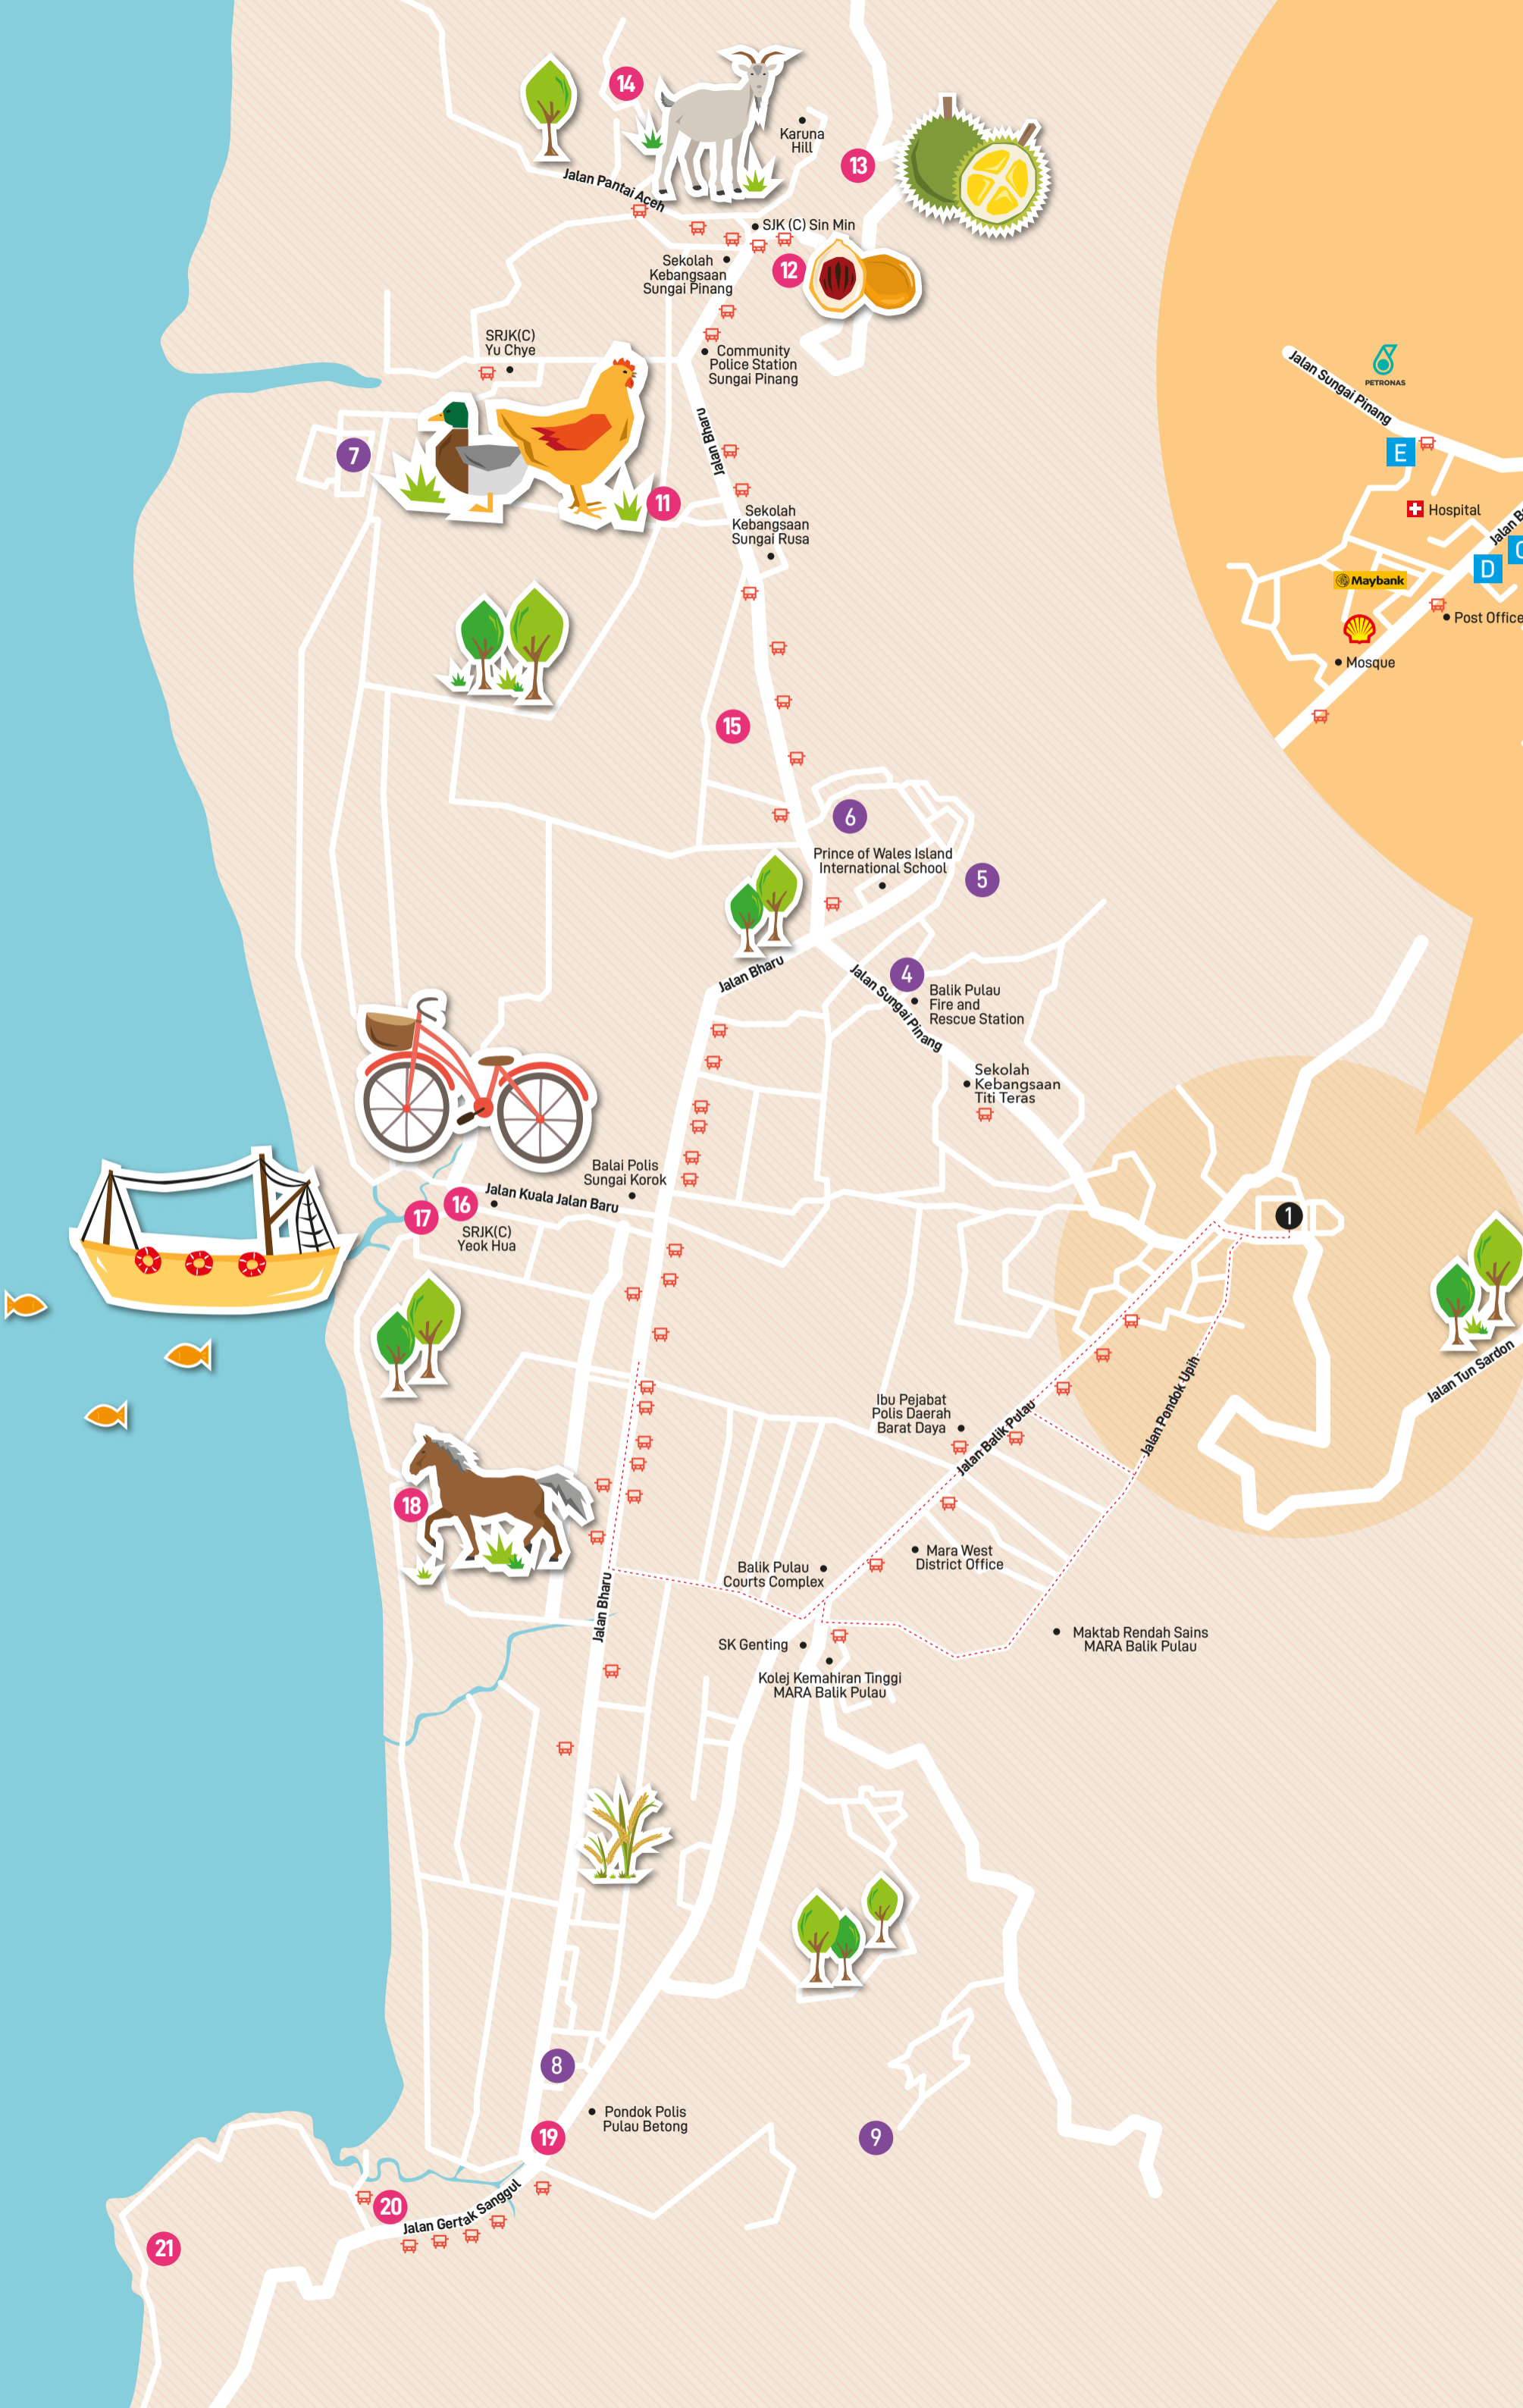 14
Karuna
Hill
13
Jalan Pantai Aceh
SJK (C) Sin Min
Sekolah
Kebangsaan
Sungai Pinang
12
SRJK(C)
Yu Chye
Community
Police Station
Sungai Pinang
Jalan Sungai Pinang
PETRONAS
Jalan Bharu
E
7
11
Hospital
Sekolah
Kebangsaan
Sungai Rusa
D
Maybank
Post Office
Mosque
15
6
Prince of Wales Island
International School
5
Jalan Bharu
4
Jalan Sungai Pinang
Balik Pulau
Fire and
Rescue Station
Sekolah
Kebangsaan
Titi Teras
Balai Polis
Sungai Korok
Jalan Kuala Jalan Baru
16
17
SRJK(C)
Yeok Hua
1
Jalan Tun Sardon
Ibu Pejabat
Polis Daerah
Barat Daya
Jalan Balik Pulau
Jalan Pondok Upih
18
Mara West
District Office
Balik Pulau
Courts Complex
Jalan Bharu
Maktab Rendah Sains
MARA Balik Pulau
SK Genting
Kolej Kemahiran Tinggi
MARA Balik Pulau
8
Pondok Polis
Pulau Betong
19
9
20
Jalan Gertak Sanggul
21